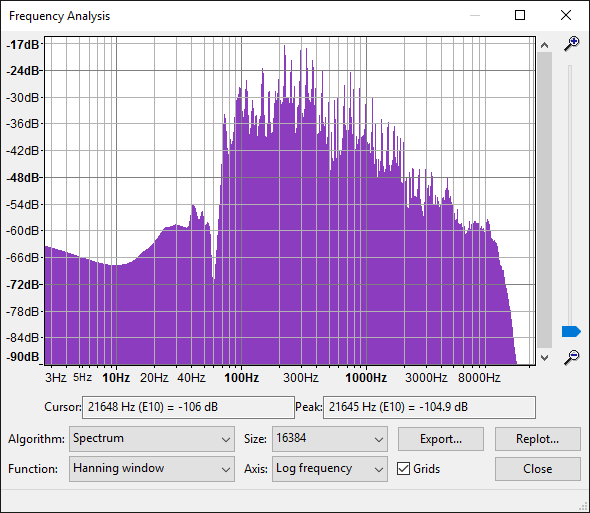 Frequency Analysis
-17dB
-24dB
-30dB
-36dB
-42dB
-48dB
-54dB
-60dB
-66dB
-72dB
-78dB
-84dB
-90dB
3Hz 5Hz 10Hz 20Hz 40Hz 100Hz 300Hz 1000Hz 3000Hz 8000Hz
Cursor: 21648 Hz (E10) = -106 dB Peak: 21645 Hz (E10) = -104.9 dB
Algorithm: Spectrum Size: 16384 Export... Replot...
Function: Hanning window Axis: Log frequency Grids Close